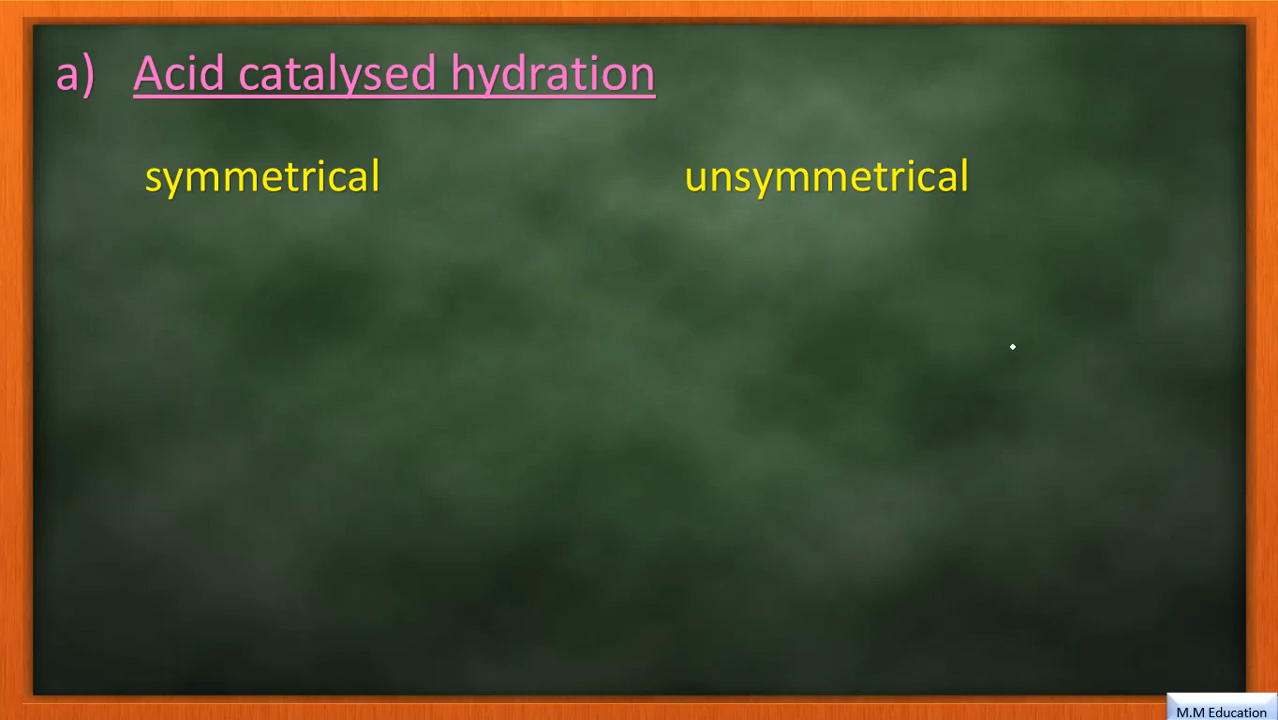 a) Acid catalysed hydration
symmetrical unsymmetrical
M.M Education